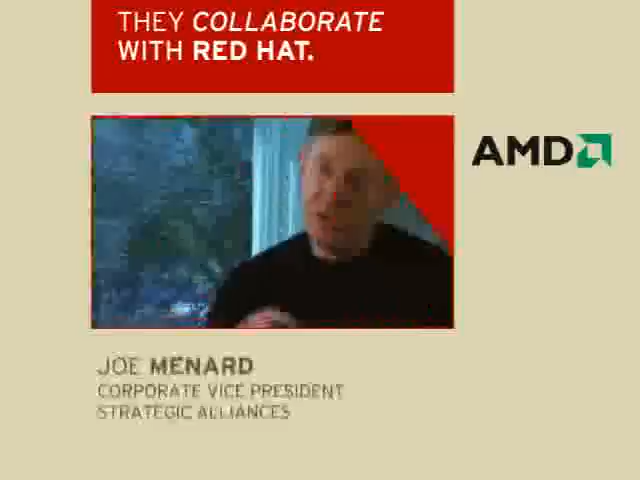 THEY COLLABORATE
WITH RED HAT.
AMD
JOE MENARD
CORPORATE VICE PRESIDENT
STRATEGIC ALLIANCES